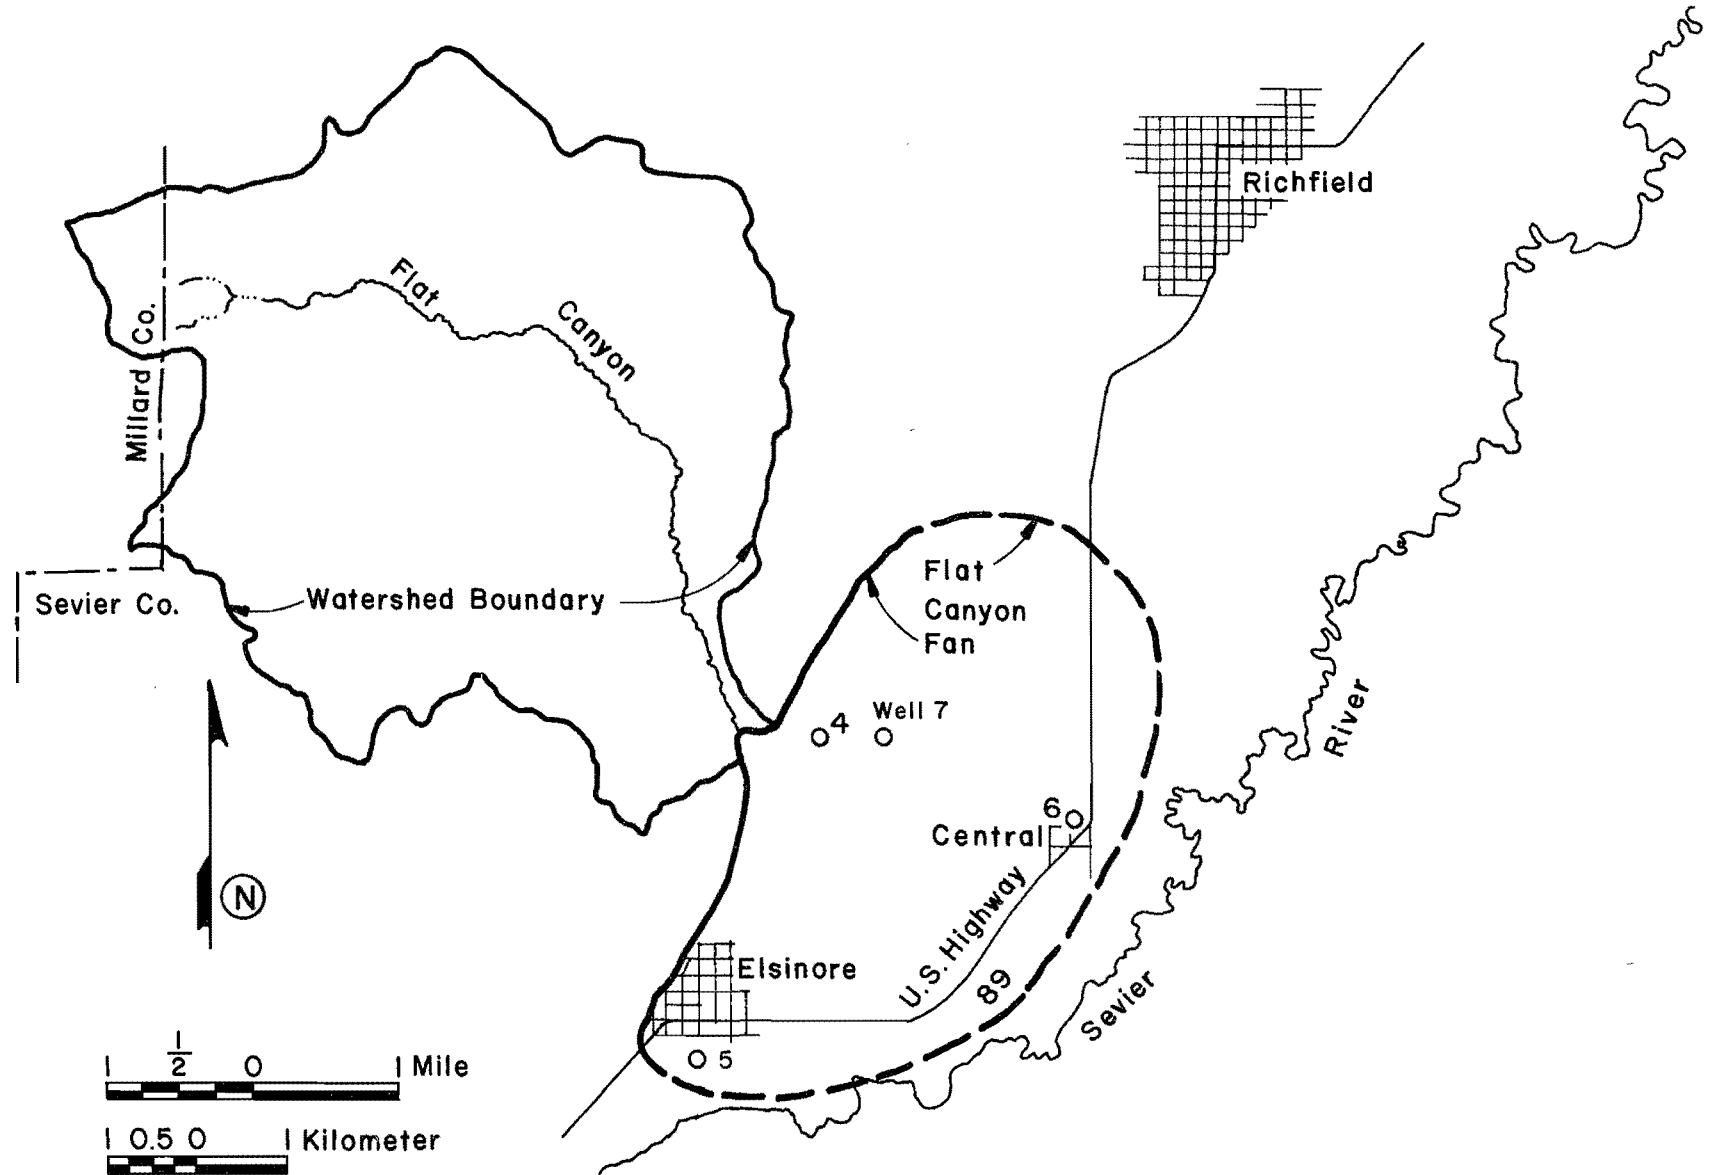 Richfield
Flat
Canyon
Millard Co.
Sevier Co.
Watershed Boundary
Flat
Canyon
Fan
4
Well 7
6
Central
River
N
U.S. Highway
89
Sevier
Elsinore
5
1 1/2 0 1 Mile
1 0.5 0 1 Kilometer